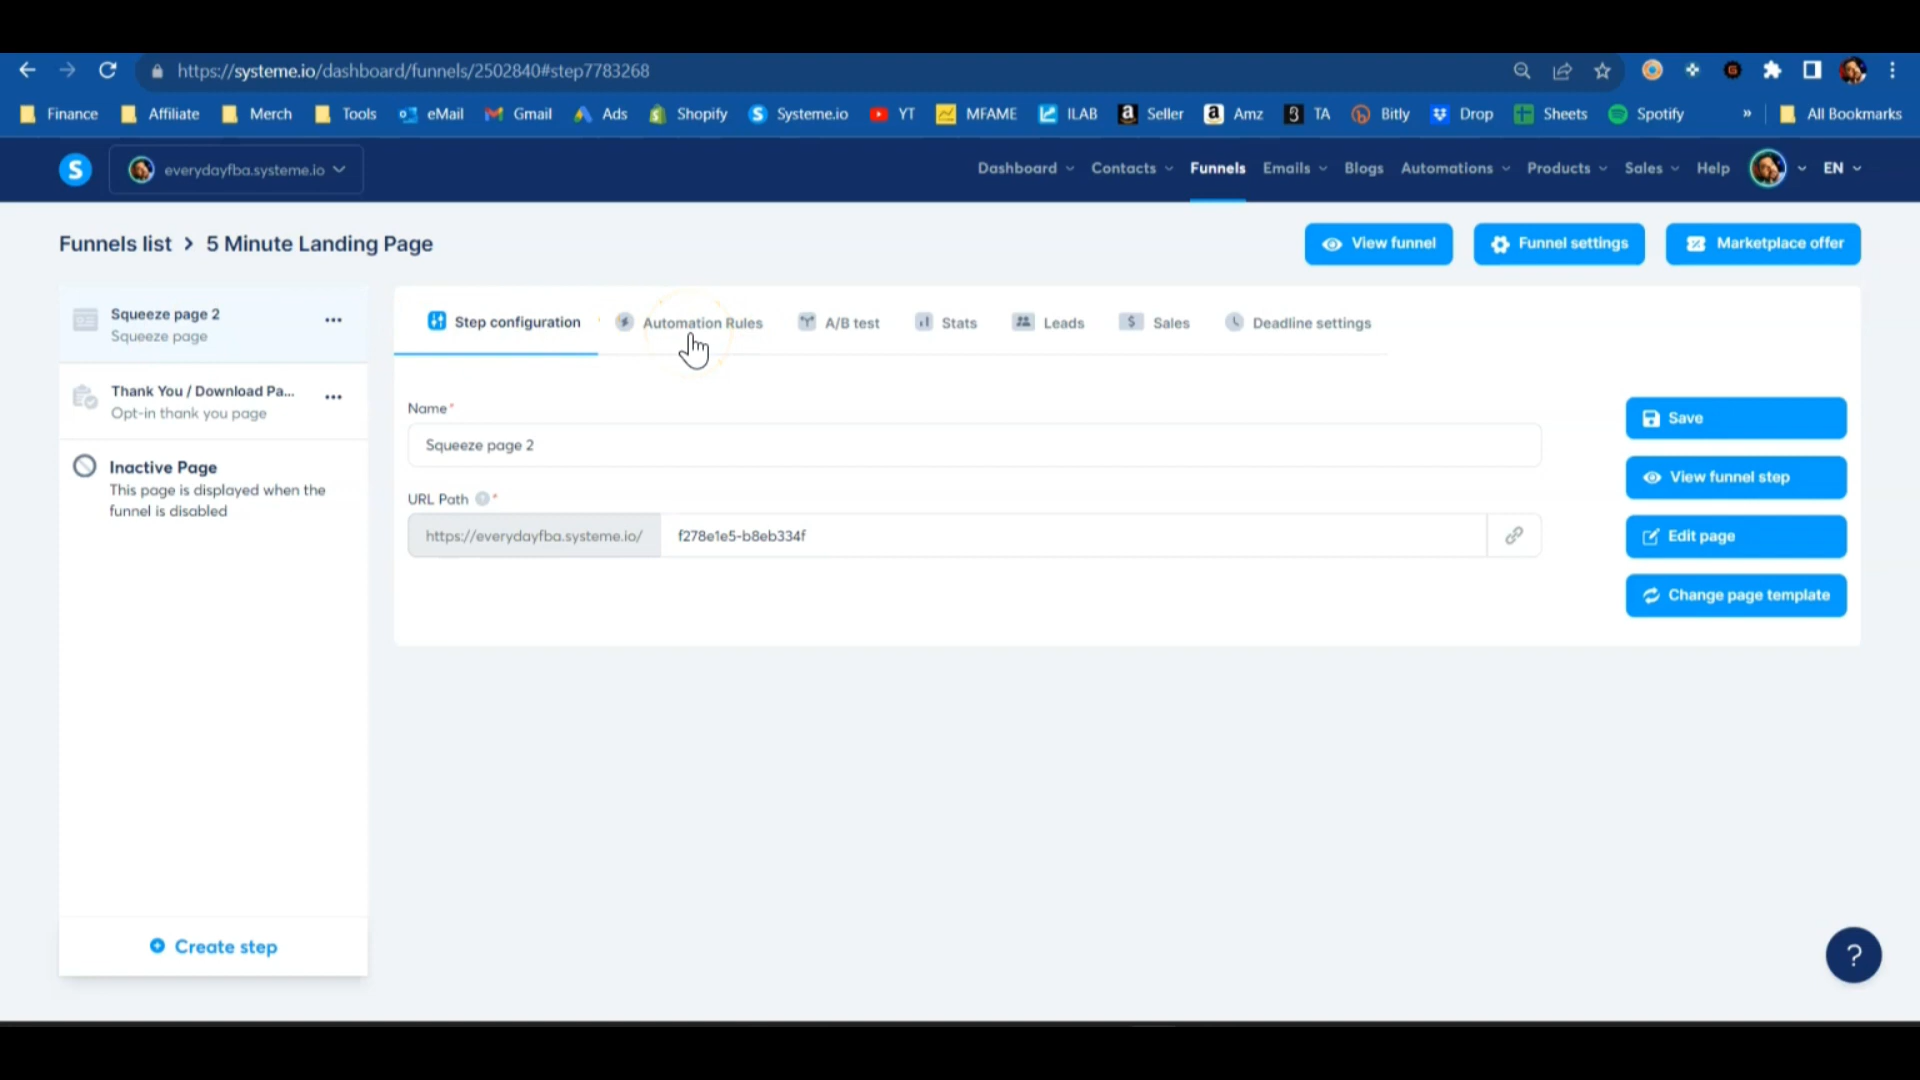 https://systeme.io/dashboard/funnels/2502840#step7783268
Finance Affiliate Merch Tools eMail Gmail Ads Shopify Systeme.io YT MFAME ILAB Seller Amz TA Bitly Drop Sheets Spotify » All Bookmarks
S everydayfba.systeme.io Dashboard Contacts Funnels Emails Blogs Automations Products Sales Help EN
Funnels list > 5 Minute Landing Page View funnel Funnel settings Marketplace offer
Squeeze page 2
Squeeze page
Thank You / Download Pa...
Opt-in thank you page
Inactive Page
This page is displayed when the
funnel is disabled
Create step
Step configuration Automation Rules A/B test Stats Leads Sales Deadline settings
Name*
Squeeze page 2
URL Path *
https://everydayfba.systeme.io/ f278e1e5-b8eb334f
Save
View funnel step
Edit page
Change page template
?